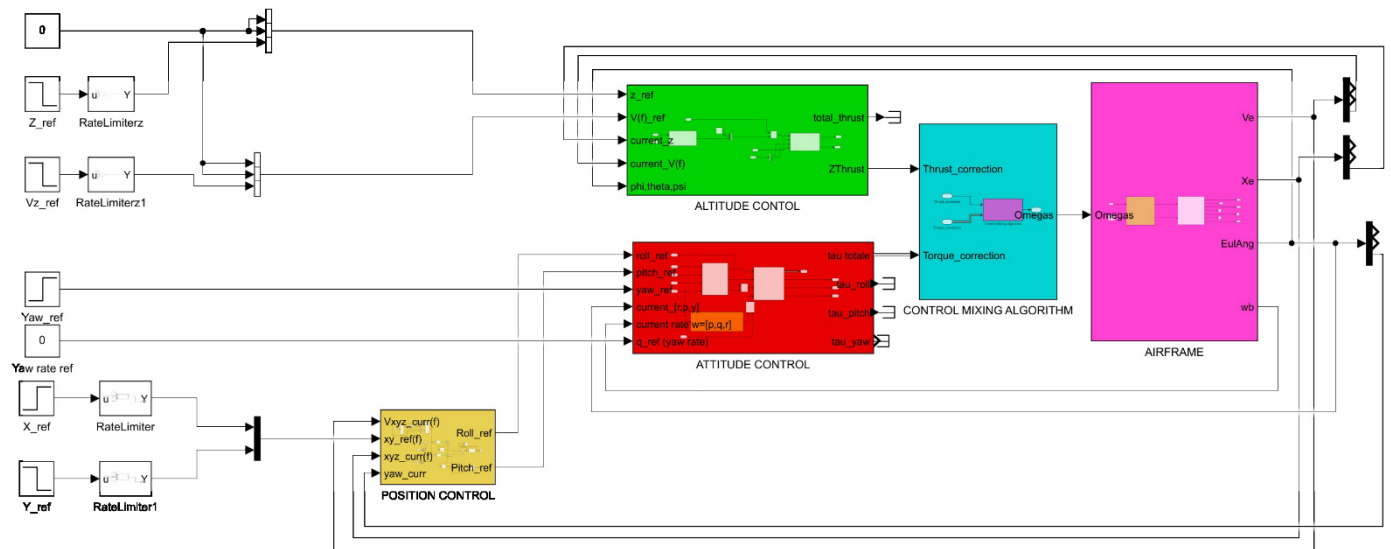 0
Z_ref
u
Y
RateLimiterz
Vz_ref
u
Y
RateLimiterz1
Yaw_ref
0
Yaw rate ref
X_ref
u
Y
RateLimiter
Y_ref
u
Y
RateLimiter1
Vxyz_curr(f)
xy_ref(f)
xyz_curr(f)
yaw_curr
Roll_ref
Pitch_ref
POSITION CONTROL
z_ref
V(f)_ref
current_z
current_V(f)
phi,theta,psi
total_thrust
ZThrust
ALTITUDE CONTOL
roll_ref
pitch_ref
yaw_ref
current_[r,p,y]
current rate w=[p,q,r]
q_ref (yaw rate)
tau totale
tau_roll
tau_pitch
tau_yaw
ATTITUDE CONTROL
Thrust_correction
Torque_correction
Omegas
CONTROL MIXING ALGORITHM
Omegas
Ve
Xe
EulAng
wb
AIRFRAME